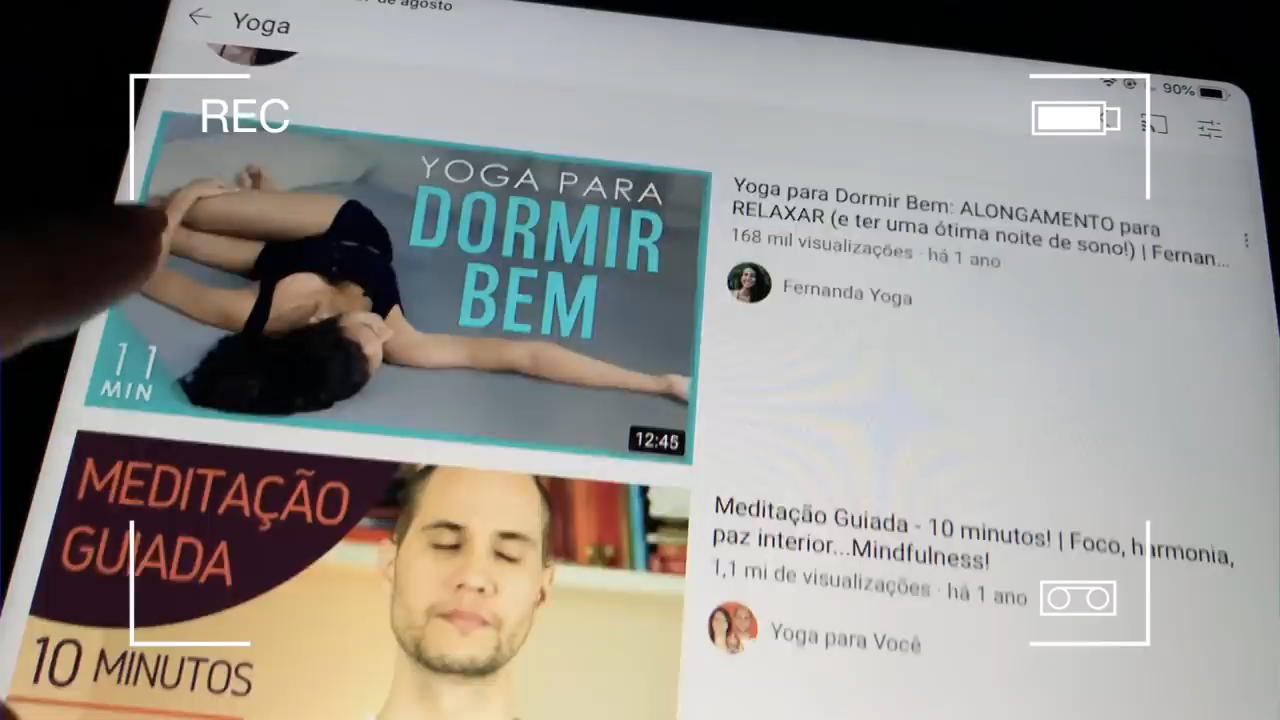 de agosto
Yoga
90%
REC
YOGA PARA
DORMIR
BEM
11
MIN
12:45
Yoga para Dormir Bem: ALONGAMENTO para
RELAXAR (e ter uma ótima noite de sono!) | Fernan...
168 mil visualizações · há 1 ano
Fernanda Yoga
MEDITAÇÃO
GUIADA
10 MINUTOS
Meditação Guiada - 10 minutos! | Foco, harmonia,
paz interior...Mindfulness!
1,1 mi de visualizações · há 1 ano
Yoga para Você